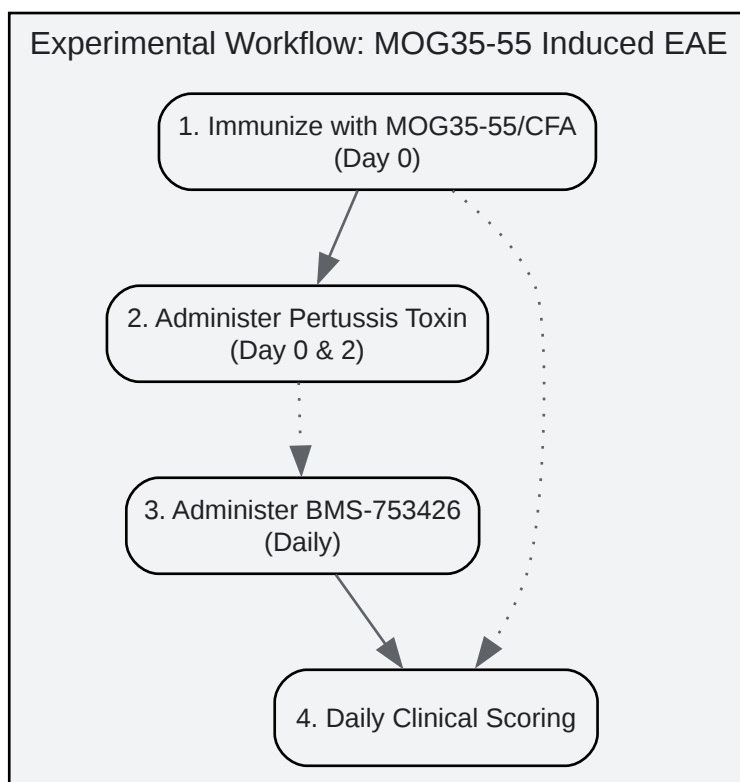 Experimental Workflow: MOG35-55 Induced EAE
1. Immunize with MOG35-55/CFA
(Day 0)
2. Administer Pertussis Toxin
(Day 0 & 2)
3. Administer BMS-753426
(Daily)
4. Daily Clinical Scoring